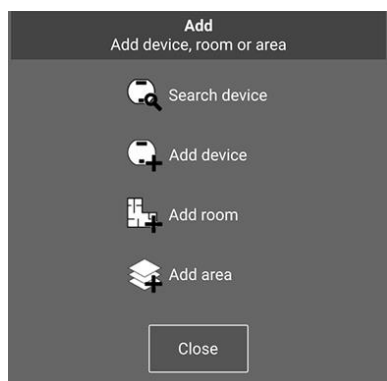 Add
Add device, room or area
Search device
Add device
Add room
Add area
Close